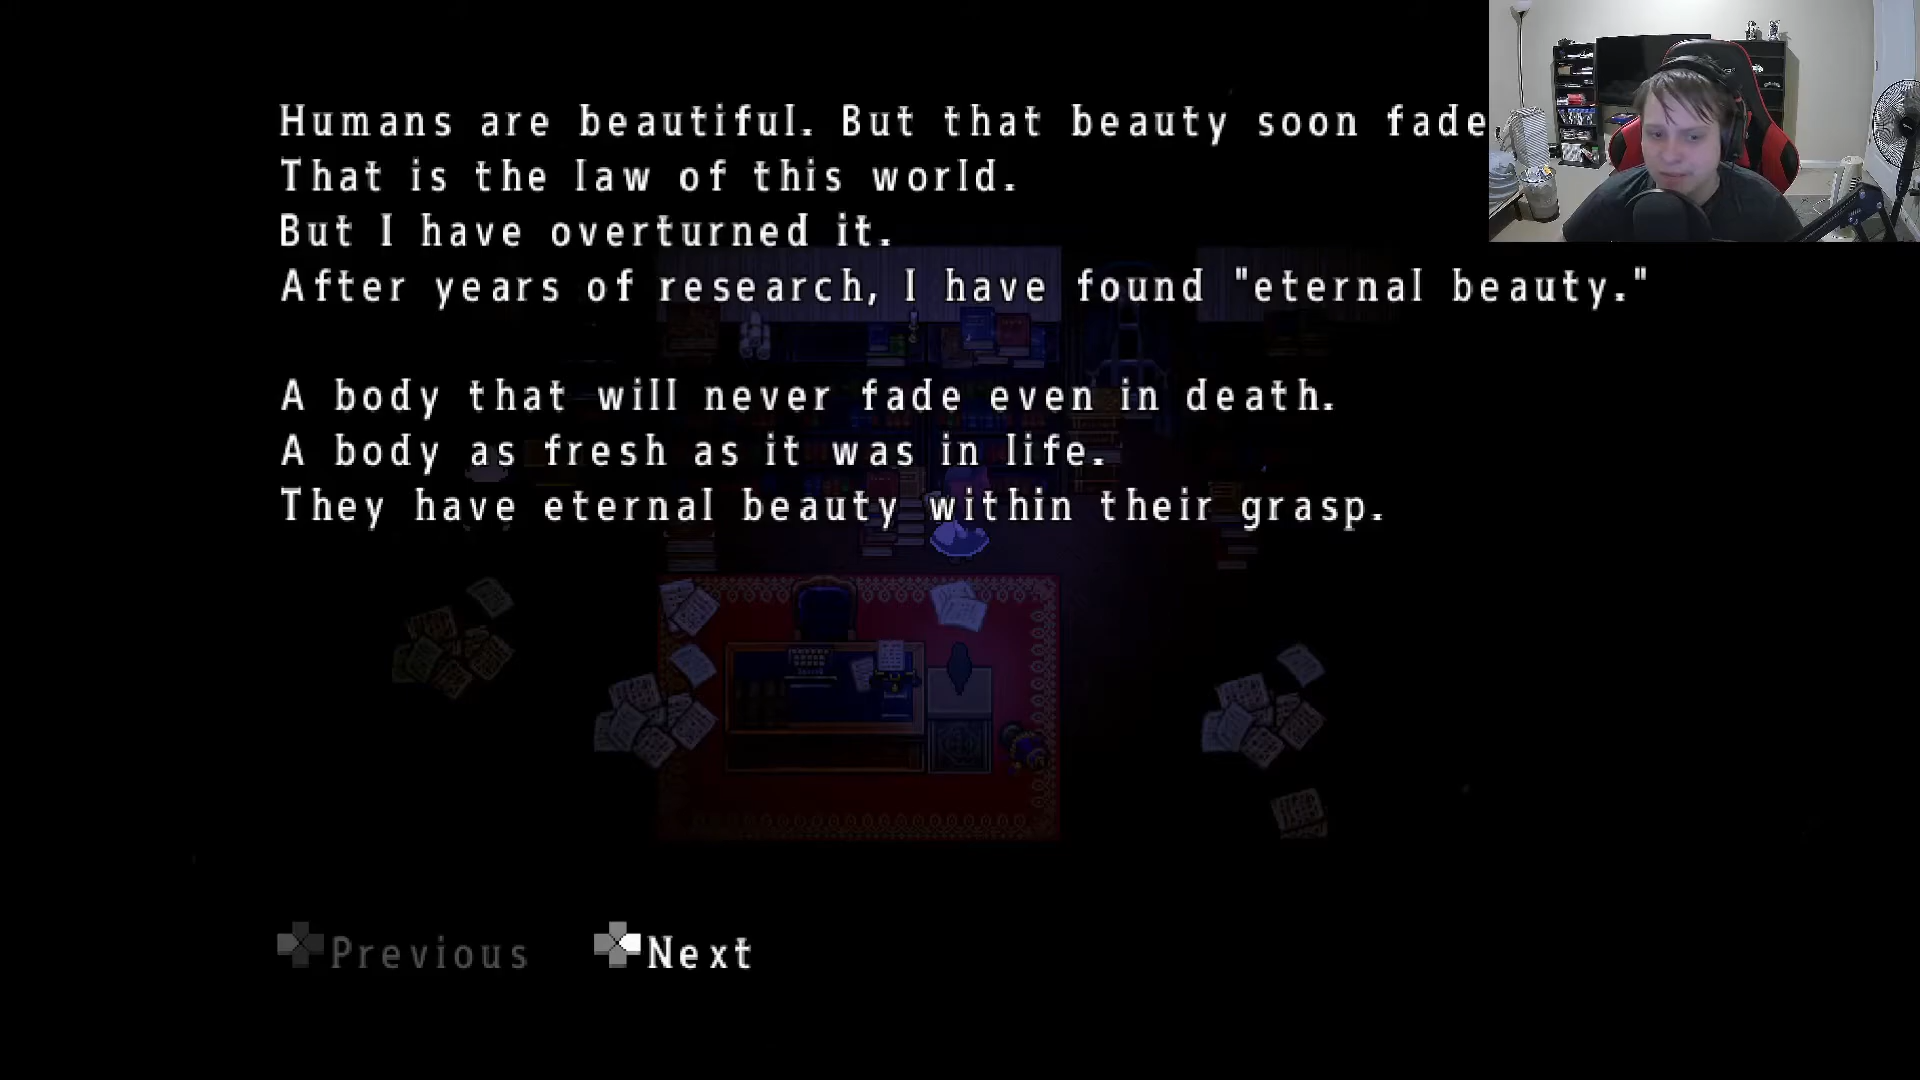 Humans are beautiful. But that beauty soon fade
That is the law of this world.
But I have overturned it.
After years of research, I have found "eternal beauty."
A body that will never fade even in death.
A body as fresh as it was in life.
They have eternal beauty within their grasp.
Previous Next